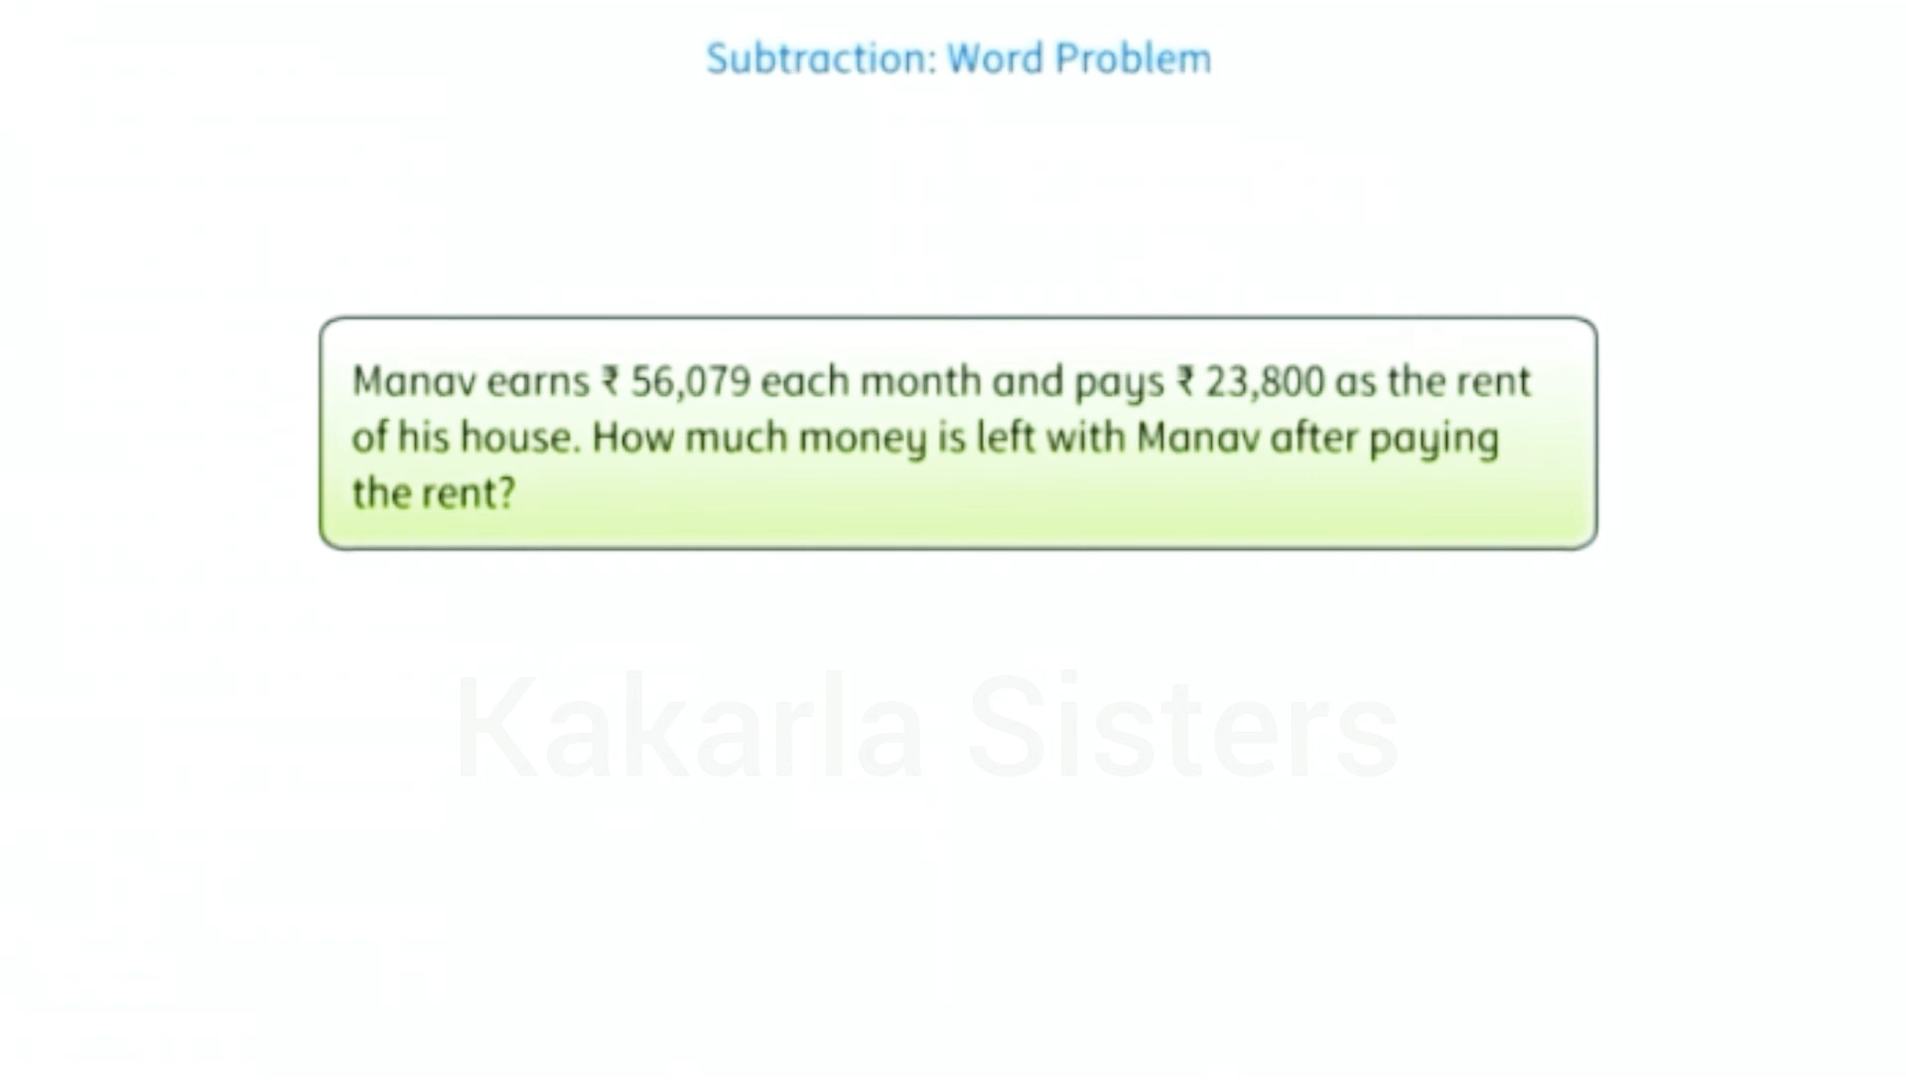 Subtraction: Word Problem
Manav earns ₹ 56,079 each month and pays ₹ 23,800 as the rent
of his house. How much money is left with Manav after paying
the rent?
Kakarla Sisters